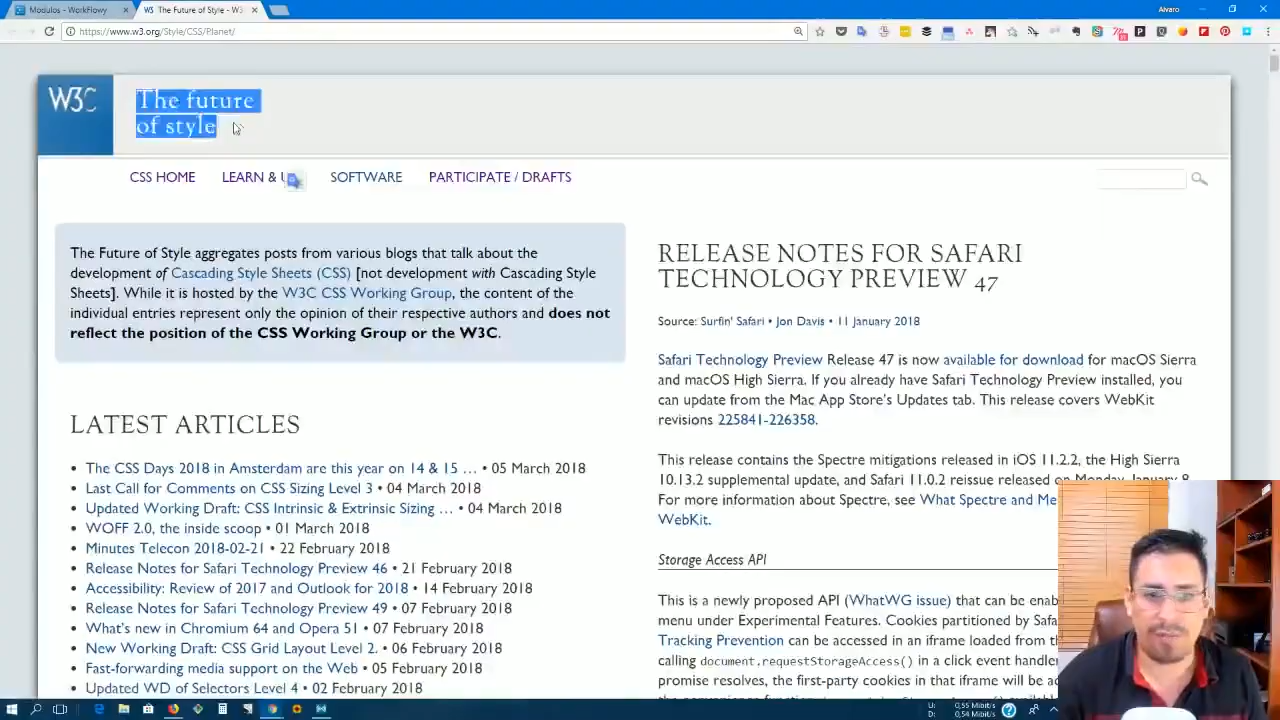 Modulos - WorkFlowy
The Future of Style - W3
Alvaro
https://www.w3.org/Style/CSS/Planet/
W3C
The future
of style
CSS HOME
LEARN & U
SOFTWARE
PARTICIPATE / DRAFTS
The Future of Style aggregates posts from various blogs that talk about the
development of Cascading Style Sheets (CSS) [not development with Cascading Style
Sheets]. While it is hosted by the W3C CSS Working Group, the content of the
individual entries represent only the opinion of their respective authors and does not
reflect the position of the CSS Working Group or the W3C.
LATEST ARTICLES
• The CSS Days 2018 in Amsterdam are this year on 14 & 15 … • 05 March 2018
• Last Call for Comments on CSS Sizing Level 3 • 04 March 2018
• Updated Working Draft: CSS Intrinsic & Extrinsic Sizing … • 04 March 2018
• WOFF 2.0, the inside scoop • 01 March 2018
• Minutes Telecon 2018-02-21 • 22 February 2018
• Release Notes for Safari Technology Preview 46 • 21 February 2018
• Accessibility: Review of 2017 and Outlook for 2018 • 14 February 2018
• Release Notes for Safari Technology Preview 49 • 07 February 2018
• What's new in Chromium 64 and Opera 51 • 07 February 2018
• New Working Draft: CSS Grid Layout Level 2. • 06 February 2018
• Fast-forwarding media support on the Web • 05 February 2018
• Updated WD of Selectors Level 4 • 02 February 2018
RELEASE NOTES FOR SAFARI
TECHNOLOGY PREVIEW 47
Source: Surfin' Safari • Jon Davis • 11 January 2018
Safari Technology Preview Release 47 is now available for download for macOS Sierra
and macOS High Sierra. If you already have Safari Technology Preview installed, you
can update from the Mac App Store's Updates tab. This release covers WebKit
revisions 225841-226358.
This release contains the Spectre mitigations released in iOS 11.2.2, the High Sierra
10.13.2 supplemental update, and Safari 11.0.2 reissue released on Monday, January 8.
For more information about Spectre, see What Spectre and Me
WebKit.
Storage Access API
This is a newly proposed API (WhatWG issue) that can be enab
menu under Experimental Features. Cookies partitioned by Safa
Tracking Prevention can be accessed in an iframe loaded from th
calling document.requestStorageAccess() in a click event handler
promise resolves, the first-party cookies in that iframe will be ac
U: 0,55 Mibit/s
D: 0,54 Mibit/s